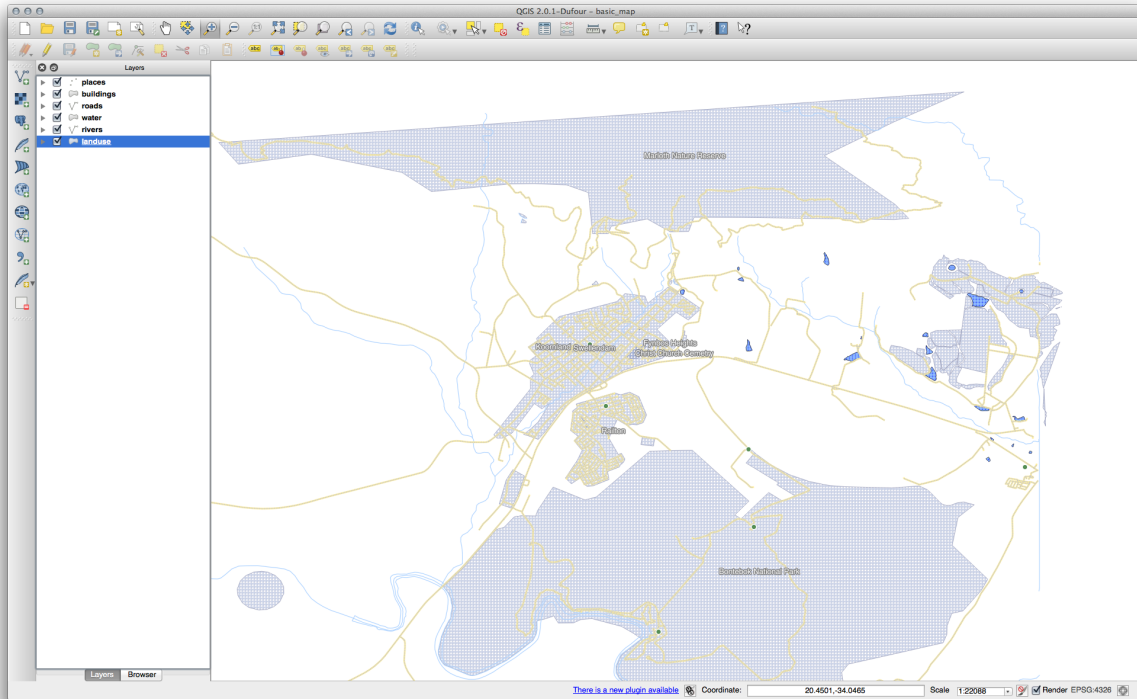 QGIS 2.0.1-Dufour - basic_map
Layers
places
buildings
roads
water
rivers
landuse
Marloth Nature Reserve
Fynbos Heights
Koornland Swellendam
Christ Church Cemetry
Railton
Bontebok National Park
Layers Browser
There is a new plugin available Coordinate: 20.4501,-34.0465 Scale 1:22088 Render EPSG:4326